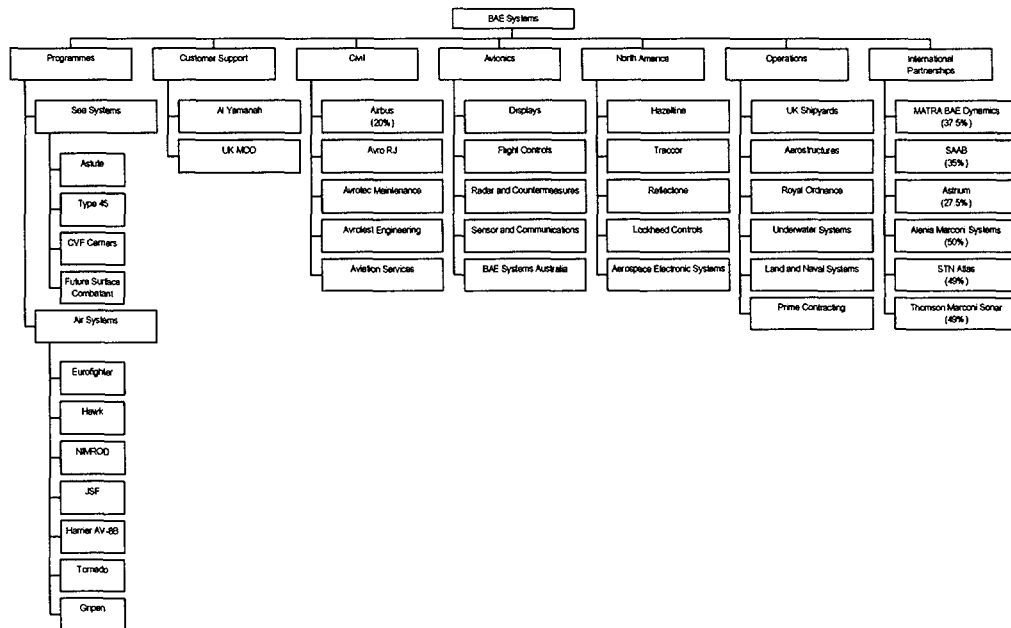 BAE Systems
Programmes
Customer Support
Civil
Avionics
North America
Operations
International
Partnerships
Sea Systems
Astute
Type 45
CVF Carriers
Future Surface
Combatant
Air Systems
Eurofighter
Hawk
NIMROD
JSF
Harrier AV-8B
Tornado
Gripen
Al Yamanah
UK MOD
Airbus
(20%)
Avro RJ
Avrotec Maintenance
Avrotest Engineering
Aviation Services
Displays
Flight Controls
Radar and Countermeasures
Sensor and Communications
BAE Systems Australia
Hazeltine
Traccor
Reflectone
Lockheed Controls
Aerospace Electronic Systems
UK Shipyards
Aerostructures
Royal Ordnance
Underwater Systems
Land and Naval Systems
Prime Contracting
MATRA BAE Dynamics
(37.5%)
SAAB
(35%)
Astrium
(27.5%)
Alenia Marconi Systems
(50%)
STN Atlas
(49%)
Thomson Marconi Sonar
(49%)